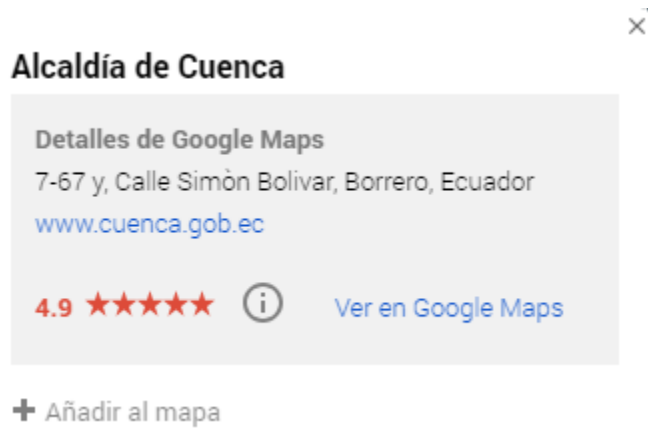 Alcaldía de Cuenca
Detalles de Google Maps
7-67 y, Calle Simòn Bolivar, Borrero, Ecuador
www.cuenca.gob.ec
4.9 ★★★★★ Ver en Google Maps
+ Añadir al mapa